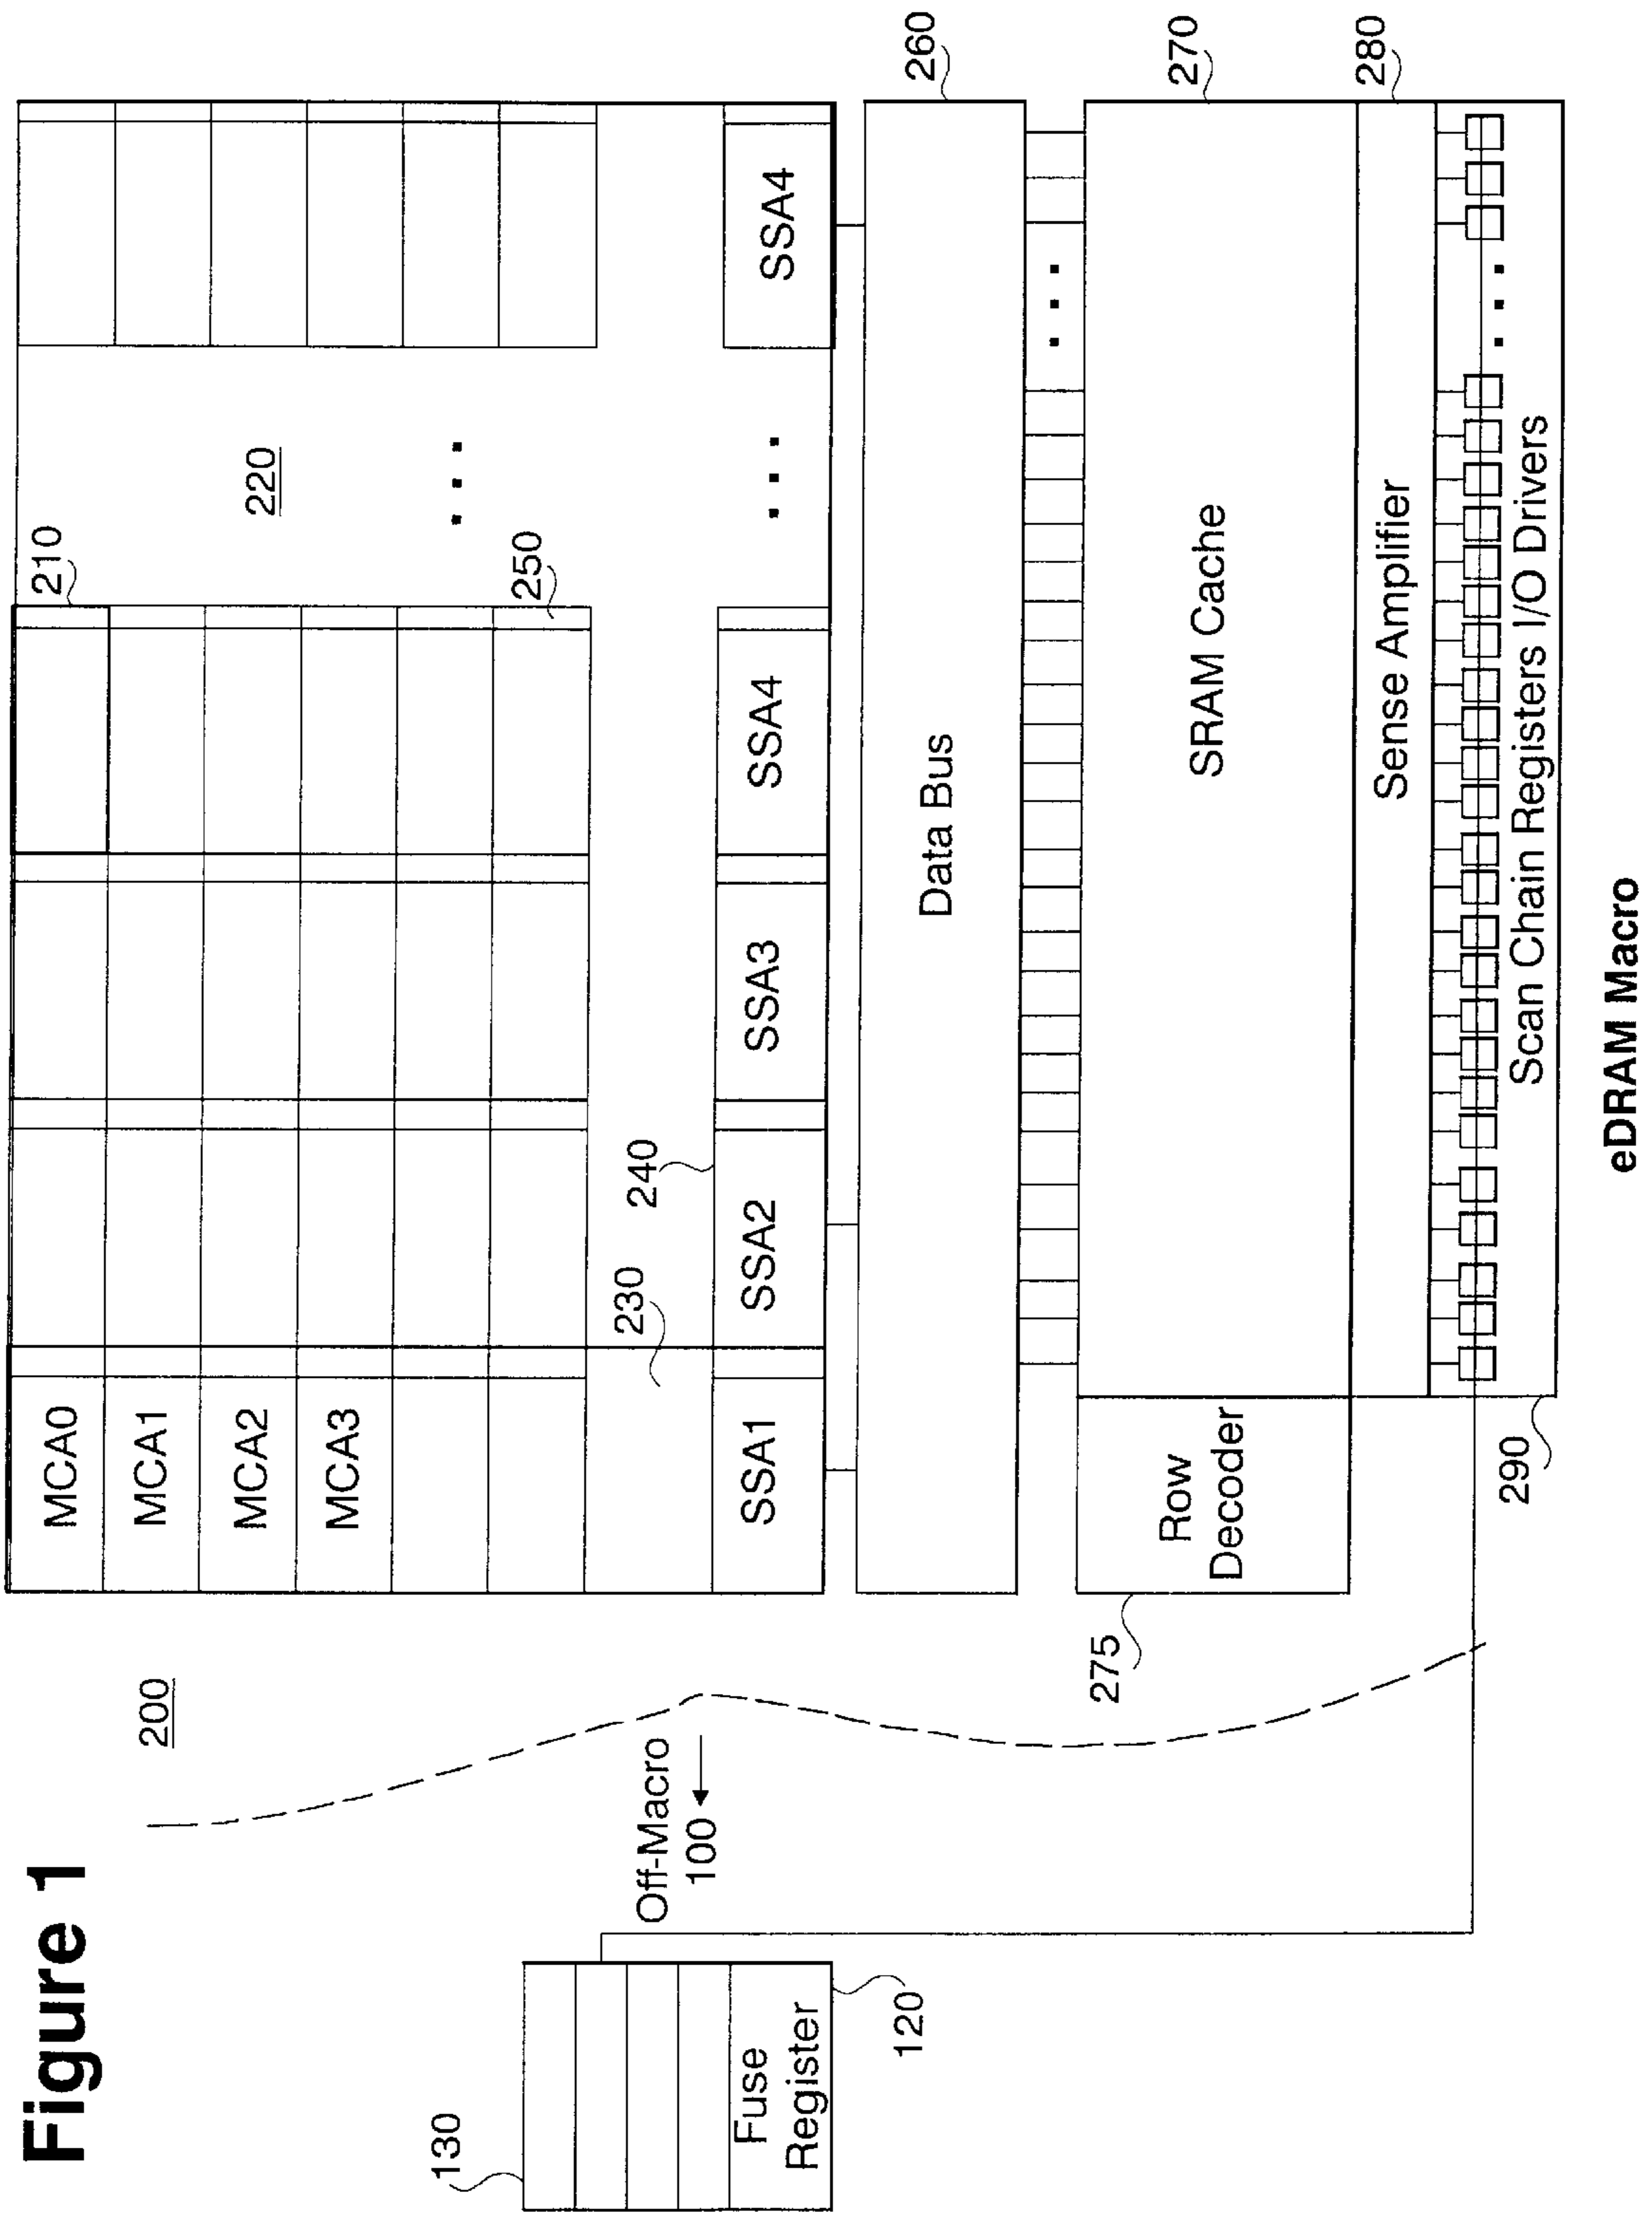 Figure 1
200
210
220
MCA0
MCA1
MCA2
MCA3
250
230
240
SSA1
SSA2
SSA3
SSA4
SSA4
130
Fuse
Register
120
Off-Macro
100
Data Bus
260
275
Row
Decoder
SRAM Cache
270
Sense Amplifier
280
290
Scan Chain Registers I/O Drivers
eDRAM Macro